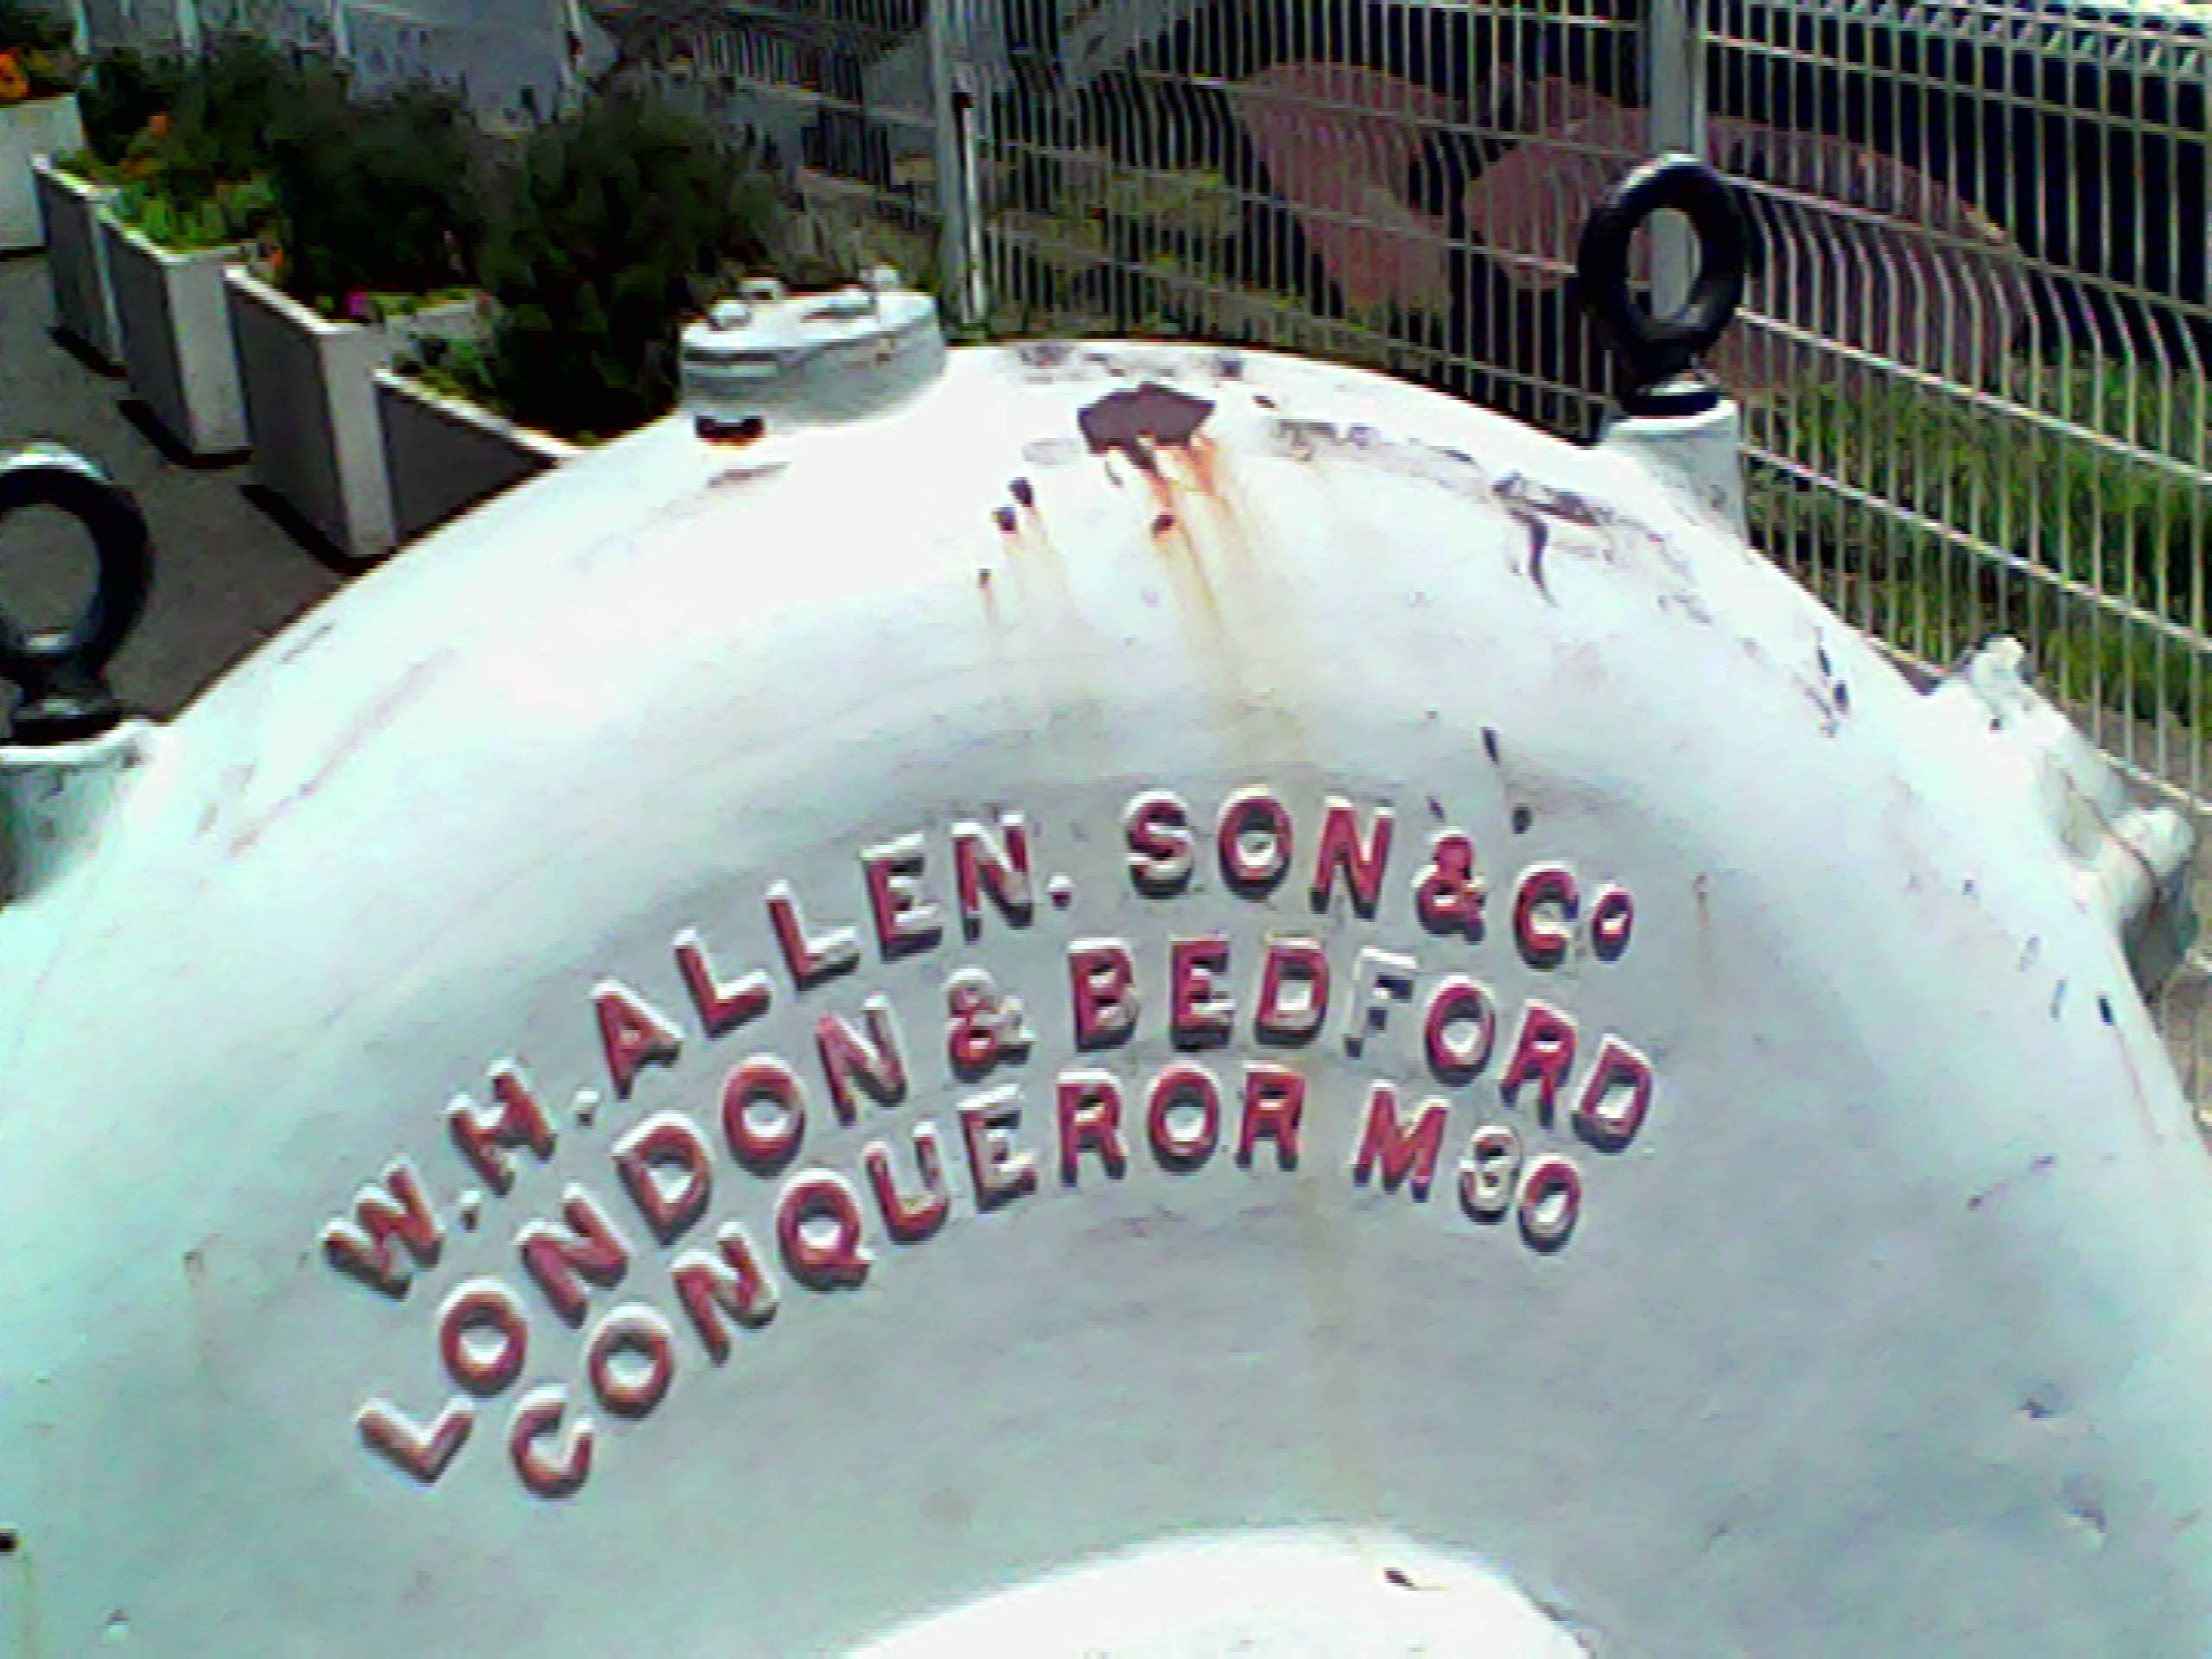 W.H.ALLEN. SON & Co
LONDON & BEDFORD
CONQUEROR M30